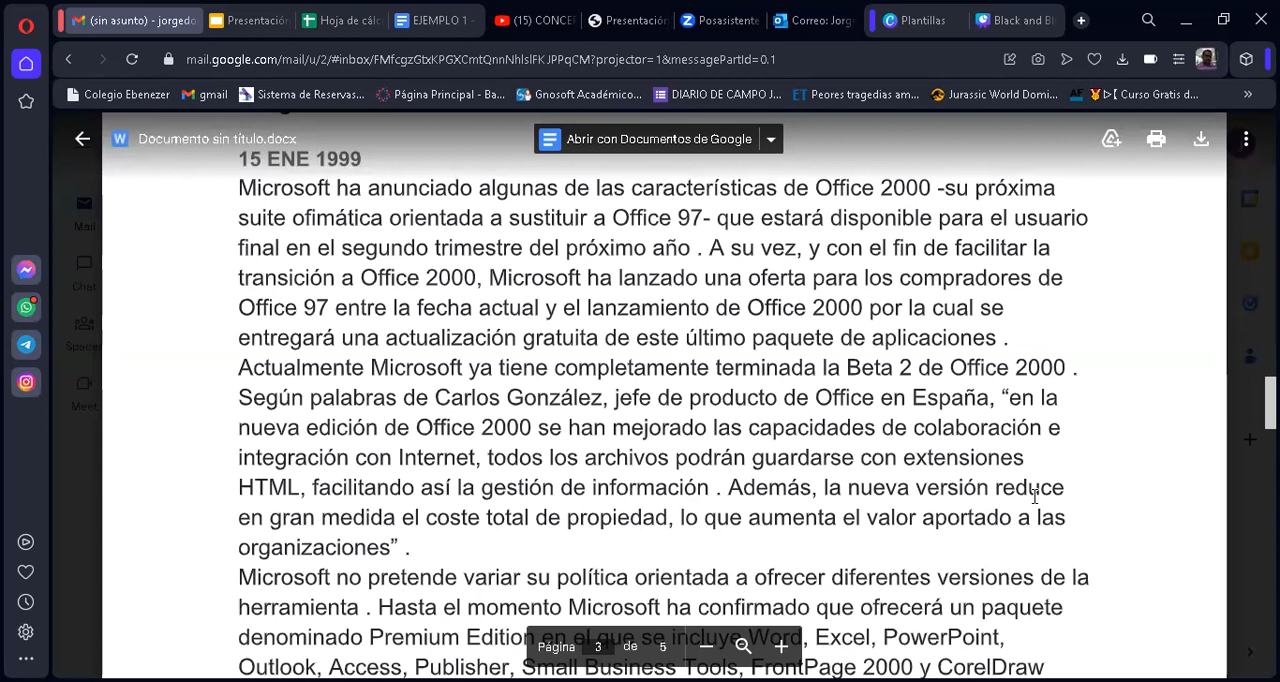 (sin asunto) - jorgedo
Presentación
Hoja de cálc
EJEMPLO 1 -
(15) CONCEP
Presentación
Posasistente
Correo: Jorg
Plantillas
Black and Bl
mail.google.com/mail/u/2/#inbox/FMfcgzGtxKPGXCmtQnnNhlslFKJPPqCM?projector=1&messagePartId=0.1
Colegio Ebenezer
gmail
Sistema de Reservas...
Página Principal - Ba...
Gnosoft Académico...
DIARIO DE CAMPO J...
ET Peores tragedias am...
Jurassic World Domi...
AF
Curso Gratis d...
Documento sin título.docx
Abrir con Documentos de Google
15 ENE 1999
Microsoft ha anunciado algunas de las características de Office 2000 -su próxima
suite ofimática orientada a sustituir a Office 97- que estará disponible para el usuario
final en el segundo trimestre del próximo año . A su vez, y con el fin de facilitar la
transición a Office 2000, Microsoft ha lanzado una oferta para los compradores de
Office 97 entre la fecha actual y el lanzamiento de Office 2000 por la cual se
entregará una actualización gratuita de este último paquete de aplicaciones .
Actualmente Microsoft ya tiene completamente terminada la Beta 2 de Office 2000 .
Según palabras de Carlos González, jefe de producto de Office en España, “en la
nueva edición de Office 2000 se han mejorado las capacidades de colaboración e
integración con Internet, todos los archivos podrán guardarse con extensiones
HTML, facilitando así la gestión de información . Además, la nueva versión reduce
en gran medida el coste total de propiedad, lo que aumenta el valor aportado a las
organizaciones” .
Microsoft no pretende variar su política orientada a ofrecer diferentes versiones de la
herramienta . Hasta el momento Microsoft ha confirmado que ofrecerá un paquete
denominado Premium Edition en el que se incluye Word, Excel, PowerPoint,
Outlook, Access, Publisher, Small Business Tools, FrontPage 2000 y CorelDraw
Página 3 de 5
Mail
Chat
Spaces
Meet